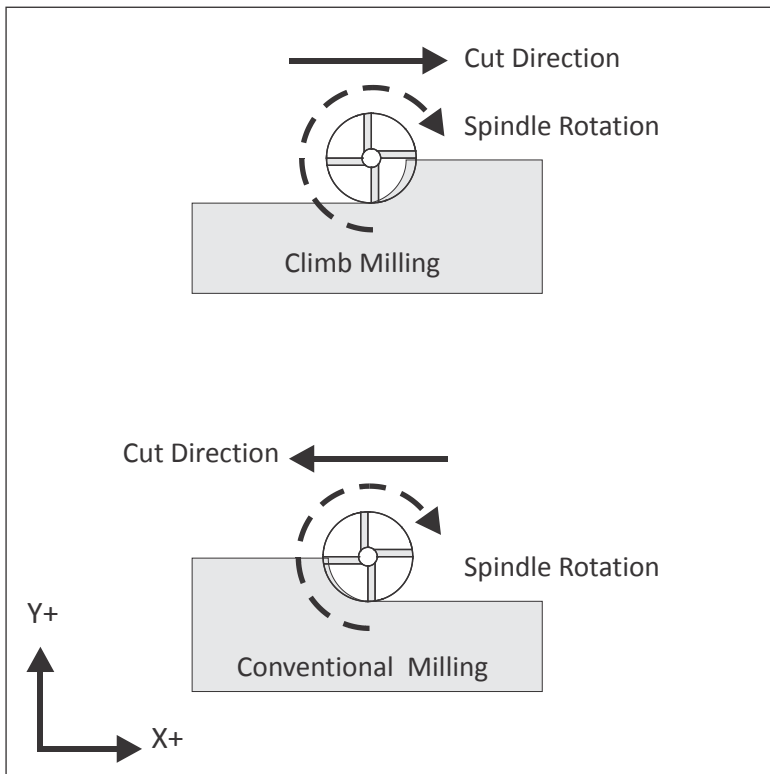 Cut Direction
Spindle Rotation
Climb Milling
Cut Direction
Spindle Rotation
Conventional Milling
Y+
X+